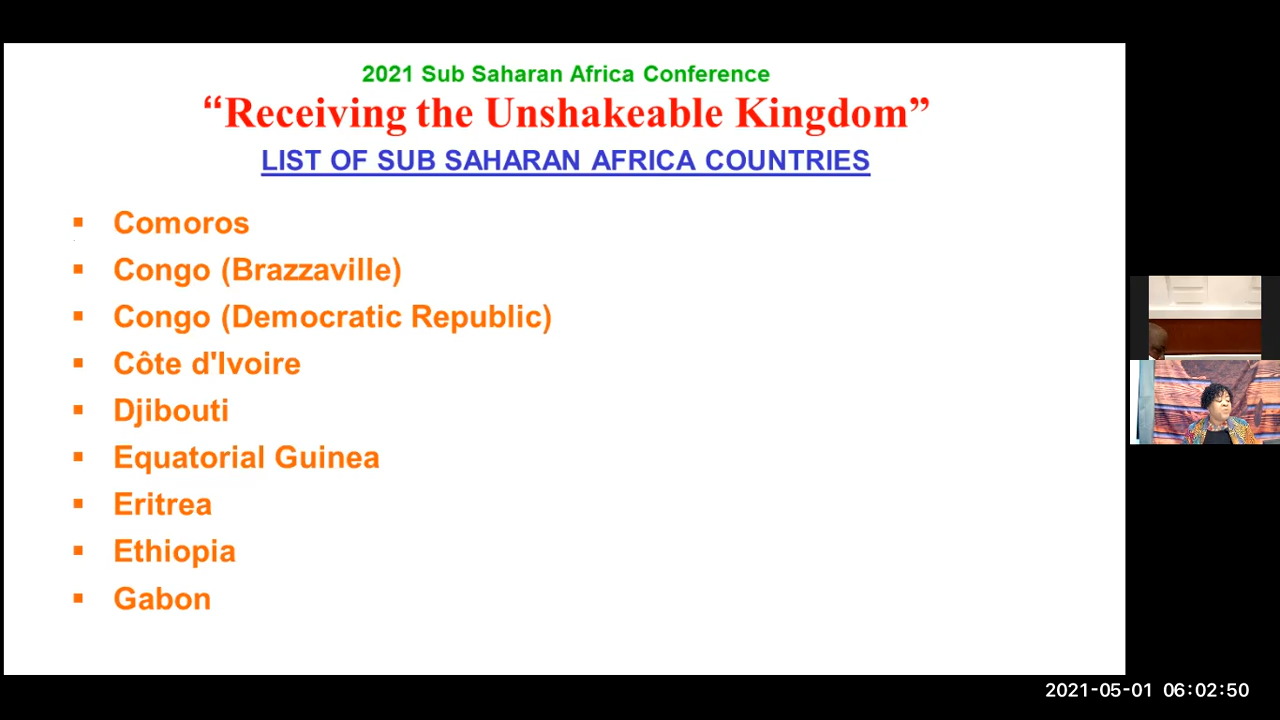 2021 Sub Saharan Africa Conference
“Receiving the Unshakeable Kingdom”
LIST OF SUB SAHARAN AFRICA COUNTRIES
▪ Comoros
▪ Congo (Brazzaville)
▪ Congo (Democratic Republic)
▪ Côte d'Ivoire
▪ Djibouti
▪ Equatorial Guinea
▪ Eritrea
▪ Ethiopia
▪ Gabon
2021-05-01 06:02:50